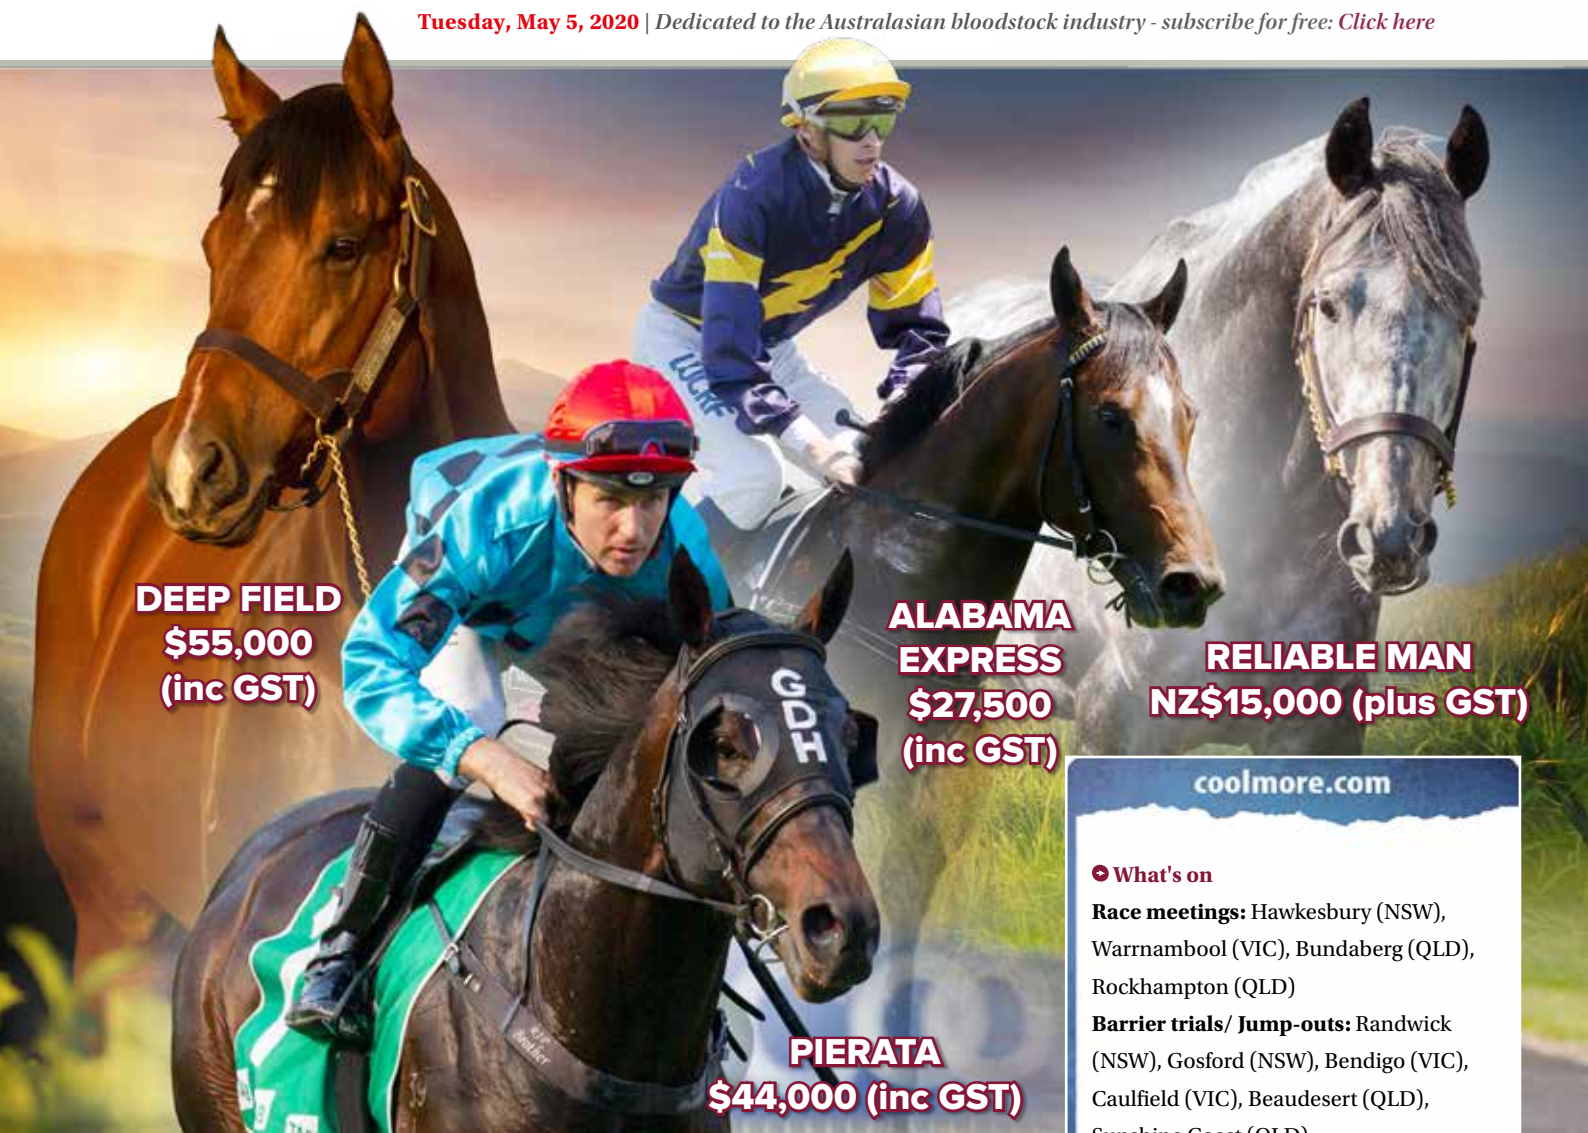 Tuesday, May 5, 2020 | Dedicated to the Australasian bloodstock industry - subscribe for free: Click here
DEEP FIELD
$55,000
(inc GST)
ALABAMA
EXPRESS
$27,500
(inc GST)
RELIABLE MAN
NZ$15,000 (plus GST)
PIERATA
$44,000 (inc GST)
GDH
coolmore.com
What's on
Race meetings: Hawkesbury (NSW),
Warrnambool (VIC), Bundaberg (QLD),
Rockhampton (QLD)
Barrier trials/ Jump-outs: Randwick
(NSW), Gosford (NSW), Bendigo (VIC),
Caulfield (VIC), Beaudesert (QLD),
Sunshine Coast (QLD)